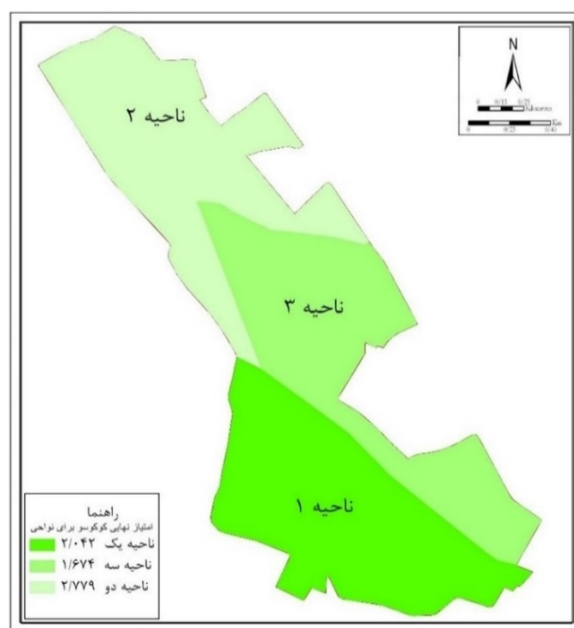 N
ناحیه ۲
ناحیه ۳
ناحیه ۱
راهنما
امتیاز نهایی کوکوسو برای نواحی
ناحیه یک ۲/۰۴۲
ناحیه سه ۱/۶۷۴
ناحیه دو ۲/۷۷۹